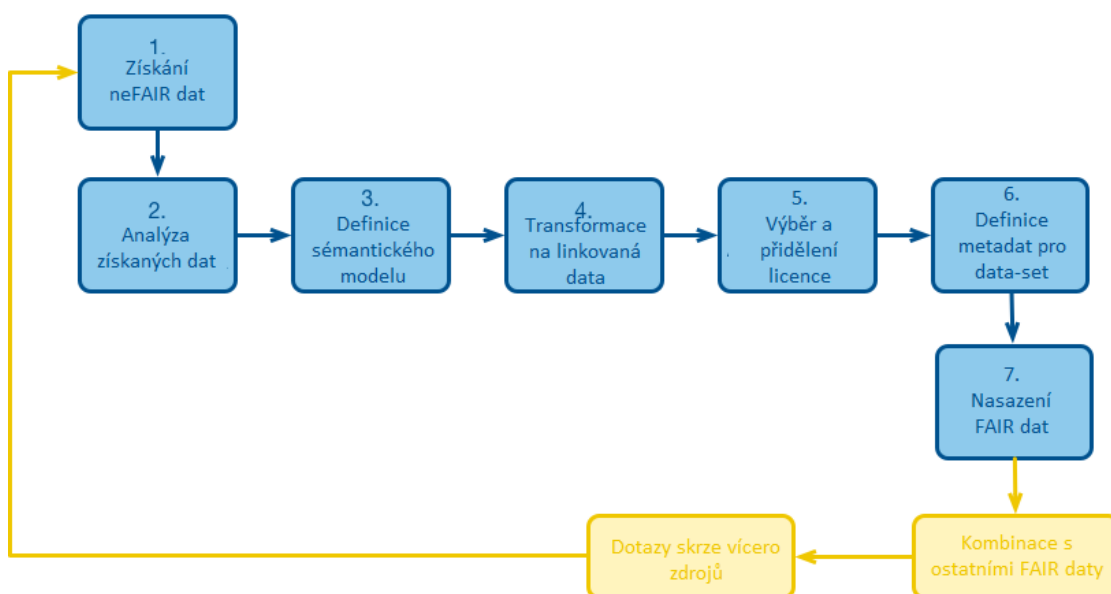 1.
Získání
neFAIR dat
2.
Analýza
získaných dat
3.
Definice
sémantického
modelu
4.
Transformace
na linkovaná
data
5.
Výběr a
přidělení
licence
6.
Definice
metadat pro
data-set
7.
Nasazení
FAIR dat
Kombinace s
ostatními FAIR daty
Dotazy skrze vícero
zdrojů